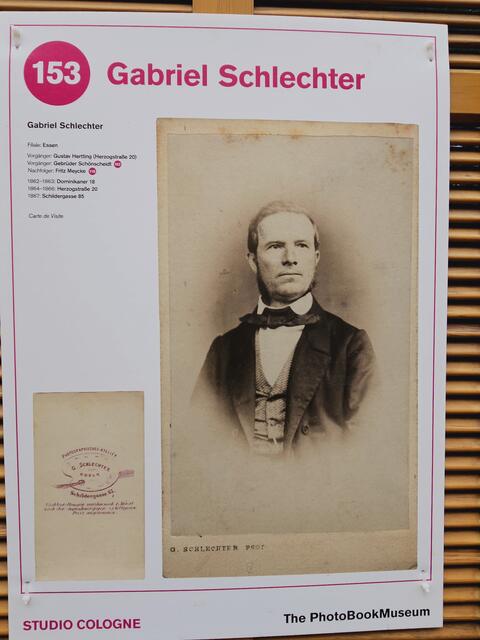 153 Gabriel Schlechter
Gabriel Schlechter
Filiale: Essen
Vorgänger: Gustav Hertling (Herzogstraße 20)
Vorgänger: Gebrüder Schönscheidt
Nachfolger: Fritz Meycke
1862–1863: Dominikaner 18
1864–1866: Herzogstraße 20
1867: Schildergasse 85
Carte de Visite
G. SCHLECHTER PHOT
PHOTOGRAPHISCHES ATELIER
G. SCHLECHTER
Schildergasse
STUDIO COLOGNE
The PhotoBookMuseum